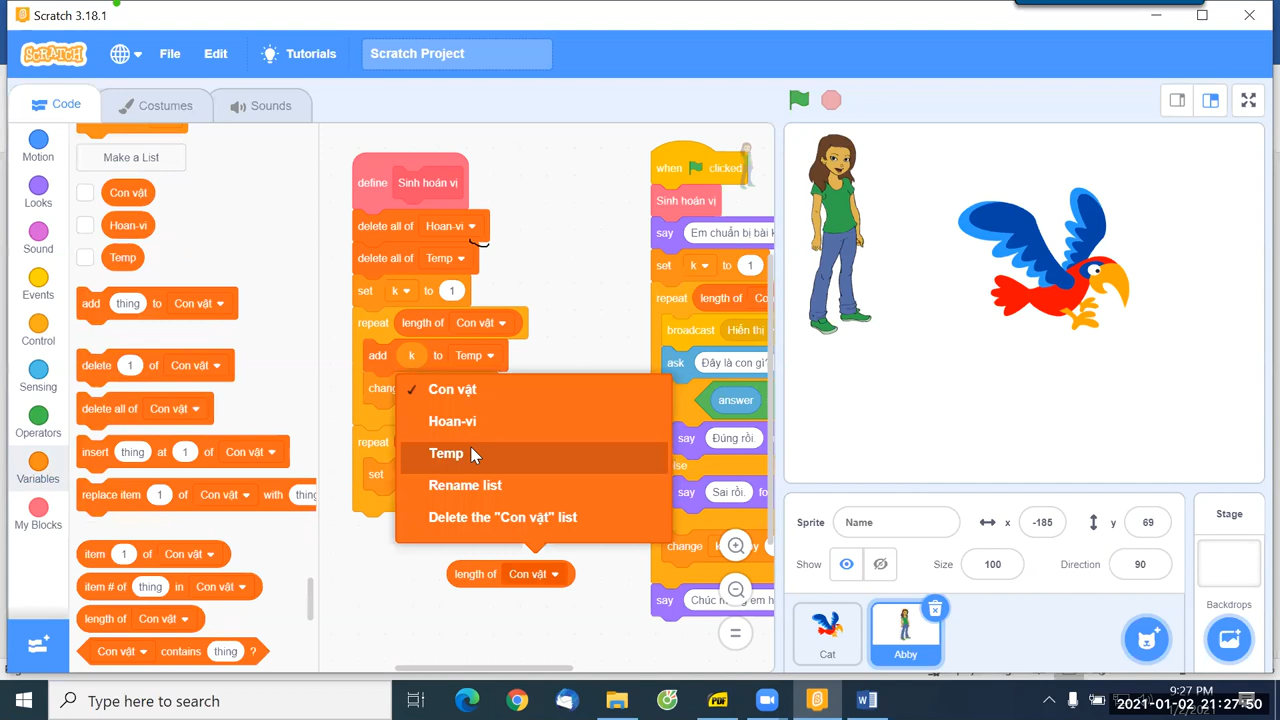 Scratch 3.18.1
SCRATCH File Edit Tutorials Scratch Project
Code Costumes Sounds
Motion
Looks
Sound
Events
Control
Sensing
Operators
Variables
My Blocks
Make a List
Con vật
Hoan-vi
Temp
add thing to Con vật
delete 1 of Con vật
delete all of Con vật
insert thing at 1 of Con vật
replace item 1 of Con vật with thing
item 1 of Con vật
item # of thing in Con vật
length of Con vật
Con vật contains thing ?
define Sinh hoán vị
delete all of Hoan-vi
delete all of Temp
set k to 1
repeat length of Con vật
add k to Temp
repeat
set
✓ Con vật
Hoan-vi
Temp
Rename list
Delete the "Con vật" list
length of Con vật
when clicked
Sinh hoán vị
say Em chuẩn bị bài
set k to 1
repeat length of
broadcast Hiển thị
ask Đây là con gì?
answer
say Đúng rồi.
say Sai rồi.
change
say
Sprite Name x -185 y 69
Show Size 100 Direction 90
Cat
Abby
Stage
Backdrops
Type here to search
9:27 PM
2021-01-02 21:27:50